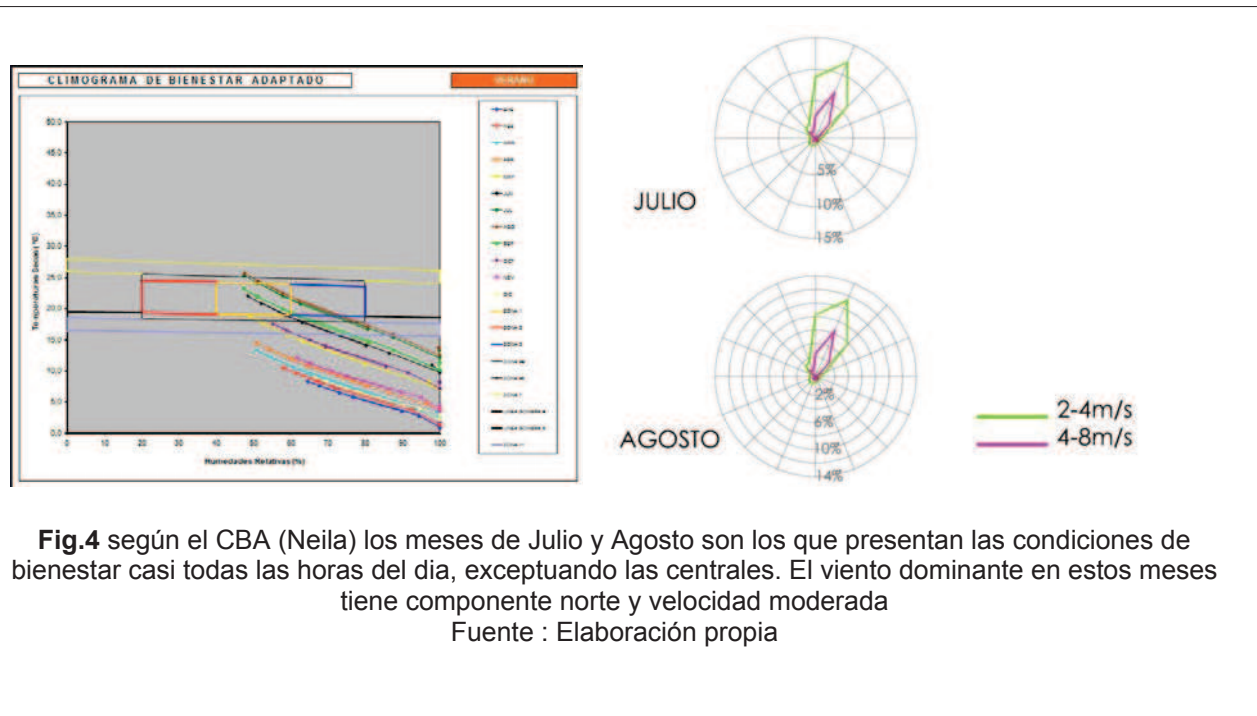 CLIMOGRAMA DE BIENESTAR ADAPTADO
VERANO
50,0
45,0
40,0
35,0
30,0
25,0
20,0
15,0
10,0
5,0
0,0
0 10 20 30 40 50 60 70 80 90 100
Temperaturas Secas (ºC)
Humedades Relativas (%)
JULIO
5%
10%
15%
AGOSTO
2%
6%
10%
14%
2-4m/s
4-8m/s
Fig.4 según el CBA (Neila) los meses de Julio y Agosto son los que presentan las condiciones de
bienestar casi todas las horas del dia, exceptuando las centrales. El viento dominante en estos meses
tiene componente norte y velocidad moderada
Fuente : Elaboración propia